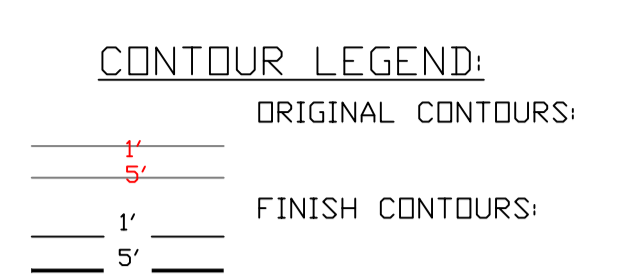 CONTOUR LEGEND:
ORIGINAL CONTOURS:
1'
5'
FINISH CONTOURS:
1'
5'